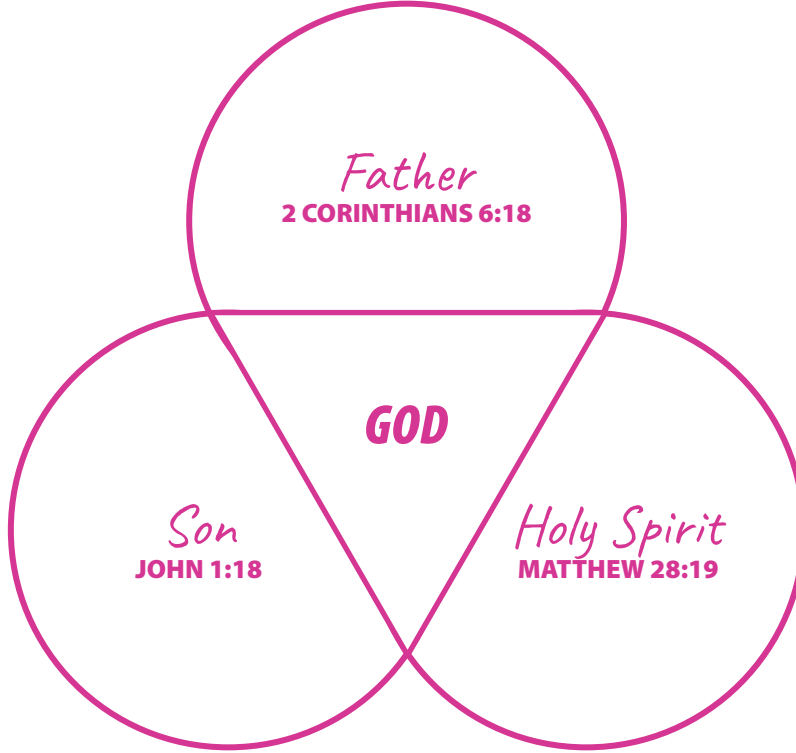 Father
2 CORINTHIANS 6:18
GOD
Son
JOHN 1:18
Holy Spirit
MATTHEW 28:19